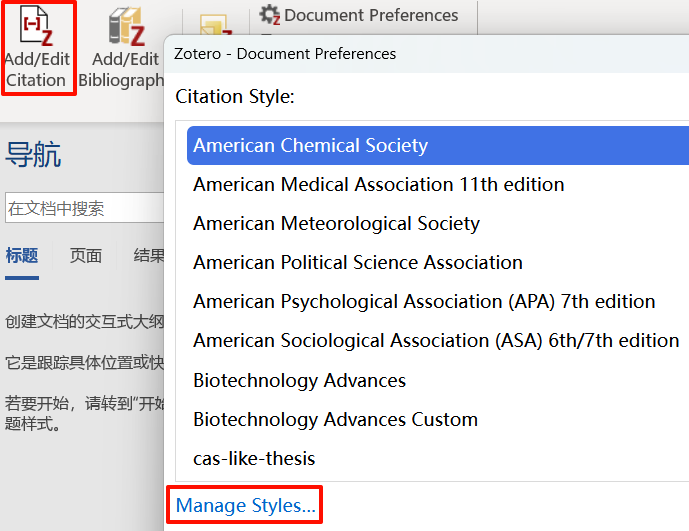 Add/Edit
Citation
Add/Edit
Document Preferences
Zotero - Document Preferences
Citation Style:
American Chemical Society
American Medical Association 11th edition
American Meteorological Society
American Political Science Association
American Psychological Association (APA) 7th edition
American Sociological Association (ASA) 6th/7th edition
Biotechnology Advances
Biotechnology Advances Custom
cas-like-thesis
Manage Styles...
导航
在文档中搜索
标题 页面 结果
创建文档的交互式大纲
它是跟踪具体位置或快
若要开始，请转到"开始
题样式。